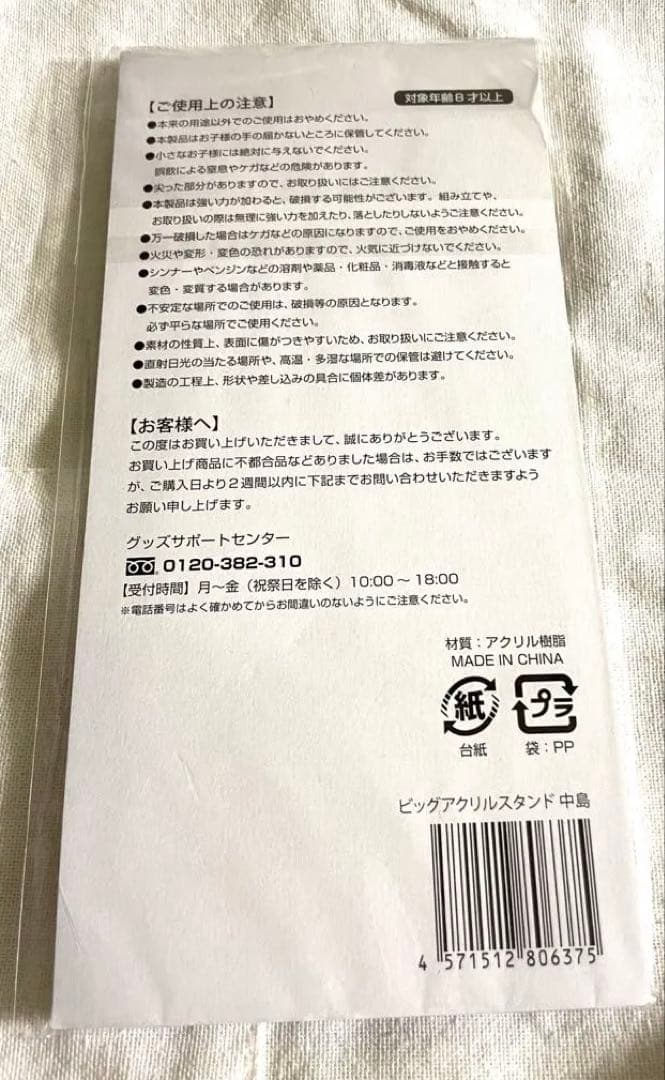 【ご使用上の注意】
対象年齢8才以上
●本来の用途以外でのご使用はおやめください。
●本製品はお子様の手の届かないところに保管してください。
●小さなお子様には絶対に与えないでください。
誤飲による窒息やケガなどの危険があります。
●尖った部分がありますので、お取り扱いにはご注意ください。
●本製品は強い力が加わると、破損する可能性がございます。組み立てや、
お取り扱いの際は無理に強い力を加えたり、落としたりしないようご注意ください。
●万一破損した場合はケガなどの原因になりますので、ご使用をおやめください。
●火災や変形・変色の恐れがありますので、火気に近づけないでください。
●シンナーやベンジンなどの溶剤や薬品・化粧品・消毒液などと接触すると
変色・変質する場合があります。
●不安定な場所でのご使用は、破損等の原因となります。
必ず平らな場所でご使用ください。
●素材の性質上、表面に傷がつきやすいため、お取り扱いにご注意ください。
●直射日光の当たる場所や、高温・多湿な場所での保管は避けてください。
●製造の工程上、形状や差し込みの具合に個体差があります。
【お客様へ】
この度はお買い上げいただきまして、誠にありがとうございます。
お買い上げ商品に不都合品などありました場合は、お手数ではございます
が、ご購入日より2週間以内に下記までお問い合わせいただきますよう
お願い申し上げます。
グッズサポートセンター
0120-382-310
【受付時間】月～金（祝祭日を除く）10:00～18:00
※電話番号はよく確かめてからお間違いのないようにご注意ください。
材質：アクリル樹脂
MADE IN CHINA
紙 プラ
台紙 袋：PP
ビッグアクリルスタンド 中島
4 571512 806375